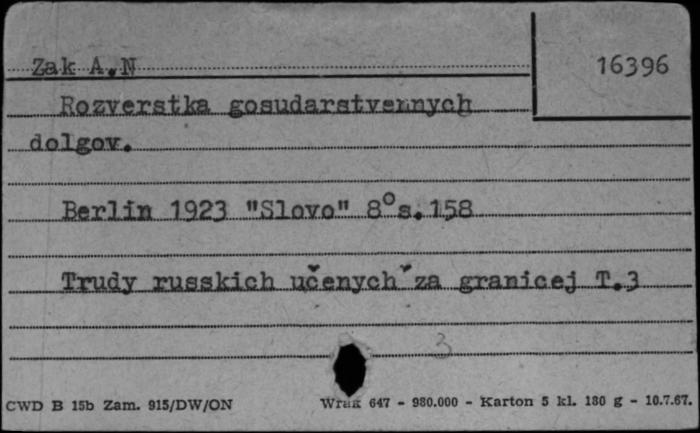 Zak A.N
16396
Rozverstka gosudarstvennych
dolgov.
Berlin 1923 "Slovo" 8° s.158
Trudy russkich učenych za granicej T.3
3
CWD B 15b Zam. 915/DW/ON
Wrak 647 - 980.000 - Karton 5 kl. 180 g - 10.7.67.